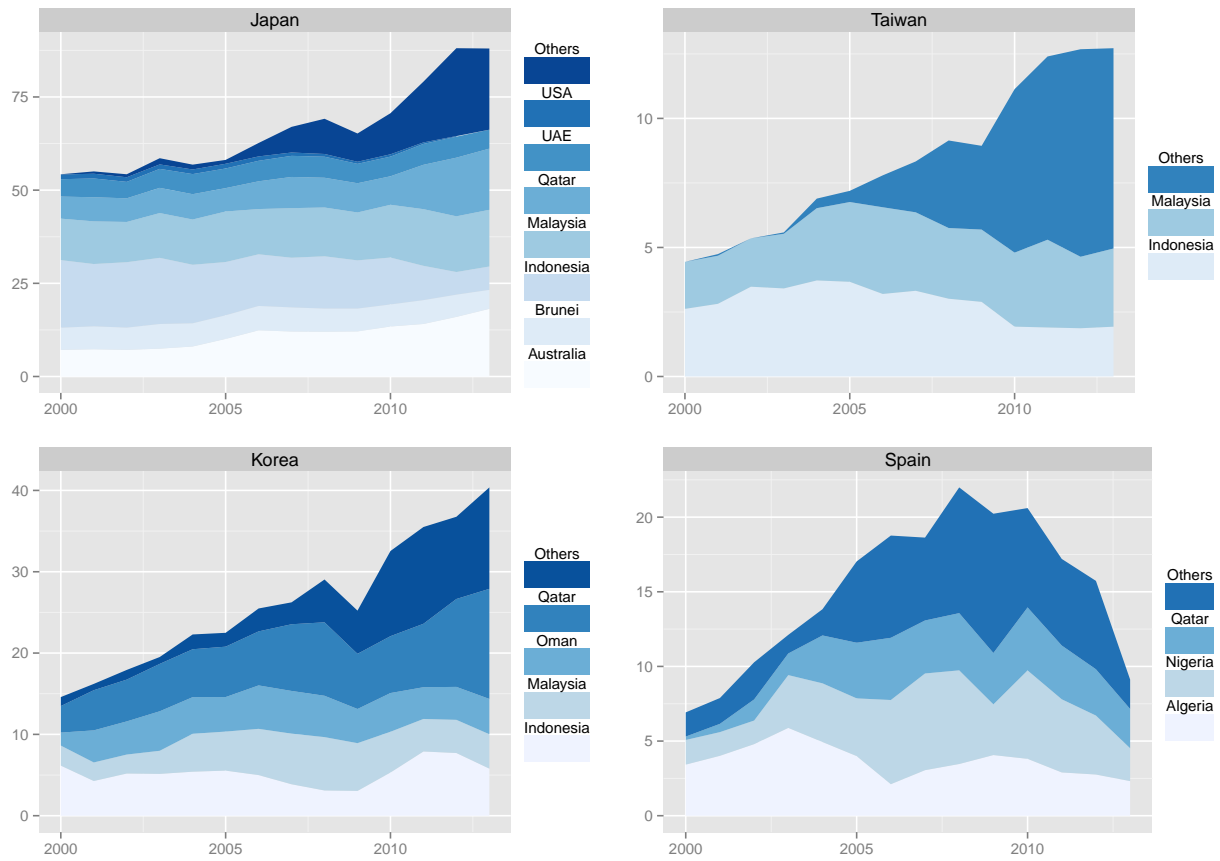 Japan
75
50
25
0
2000 2005 2010
Others
USA
UAE
Qatar
Malaysia
Indonesia
Brunei
Australia
Taiwan
10
5
0
2000 2005 2010
Others
Malaysia
Indonesia
Korea
40
30
20
10
0
2000 2005 2010
Others
Qatar
Oman
Malaysia
Indonesia
Spain
20
15
10
5
0
2000 2005 2010
Others
Qatar
Nigeria
Algeria